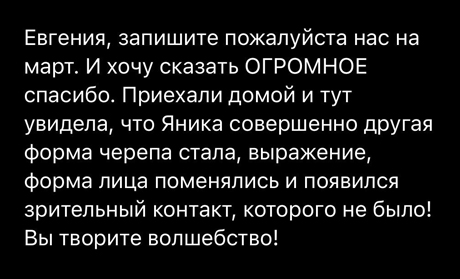 Евгения, запишите пожалуйста нас на
март. И хочу сказать ОГРОМНОЕ
спасибо. Приехали домой и тут
увидела, что Яника совершенно другая
форма черепа стала, выражение,
форма лица поменялись и появился
зрительный контакт, которого не было!
Вы творите волшебство!